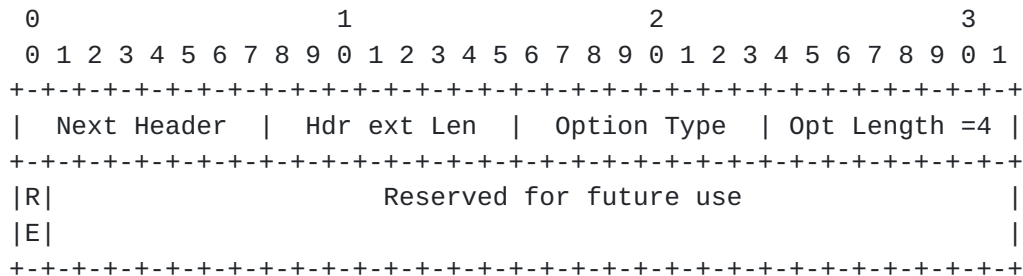 0                   1                   2                   3
 0 1 2 3 4 5 6 7 8 9 0 1 2 3 4 5 6 7 8 9 0 1 2 3 4 5 6 7 8 9 0 1
+-+-+-+-+-+-+-+-+-+-+-+-+-+-+-+-+-+-+-+-+-+-+-+-+-+-+-+-+-+-+-+-+
|  Next Header  |  Hdr ext Len  |  Option Type  | Opt Length =4 |
+-+-+-+-+-+-+-+-+-+-+-+-+-+-+-+-+-+-+-+-+-+-+-+-+-+-+-+-+-+-+-+-+
|R|                     Reserved for future use                 |
|E|                                                             |
+-+-+-+-+-+-+-+-+-+-+-+-+-+-+-+-+-+-+-+-+-+-+-+-+-+-+-+-+-+-+-+-+